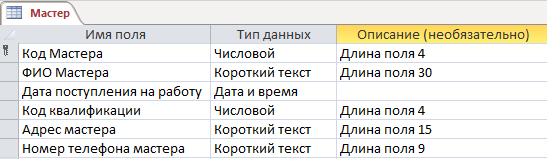 Мастер
Имя поля Тип данных Описание (необязательно)
Код Мастера Числовой Длина поля 4
ФИО Мастера Короткий текст Длина поля 30
Дата поступления на работу Дата и время
Код квалификации Числовой Длина поля 4
Адрес мастера Короткий текст Длина поля 15
Номер телефона мастера Короткий текст Длина поля 9